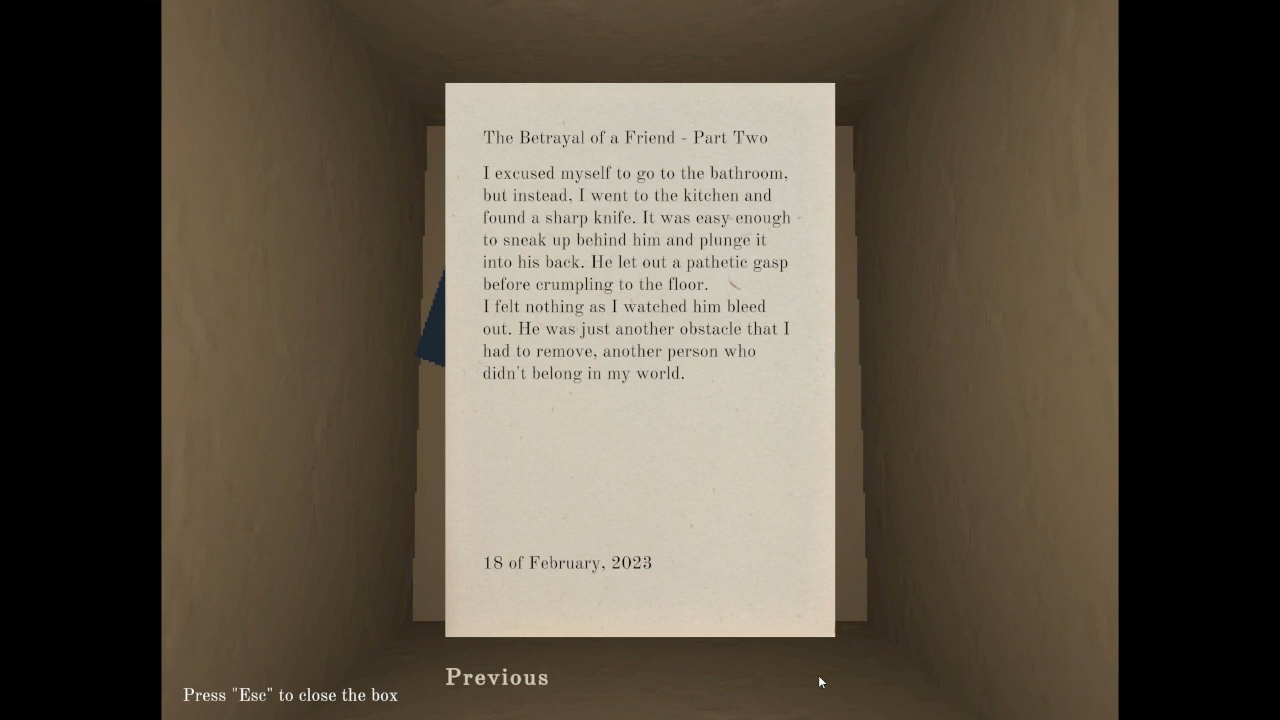 The Betrayal of a Friend - Part Two
I excused myself to go to the bathroom,
but instead, I went to the kitchen and
found a sharp knife. It was easy enough
to sneak up behind him and plunge it
into his back. He let out a pathetic gasp
before crumpling to the floor.
I felt nothing as I watched him bleed
out. He was just another obstacle that I
had to remove, another person who
didn't belong in my world.
18 of February, 2023
Previous
Press "Esc" to close the box